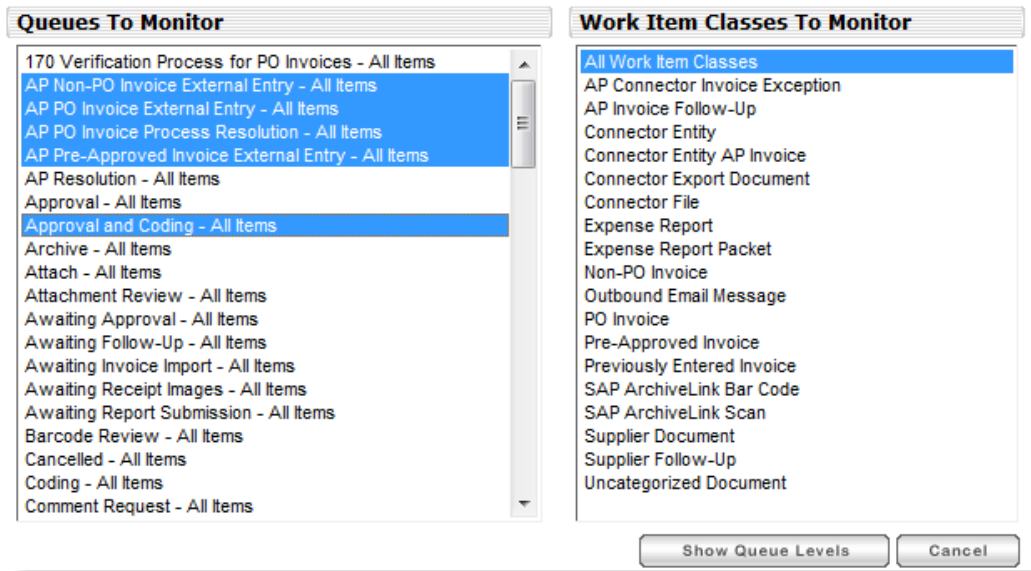 Queues To Monitor
170 Verification Process for PO Invoices - All Items
AP Non-PO Invoice External Entry - All Items
AP PO Invoice External Entry - All Items
AP PO Invoice Process Resolution - All Items
AP Pre-Approved Invoice External Entry - All Items
AP Resolution - All Items
Approval - All Items
Approval and Coding - All Items
Archive - All Items
Attach - All Items
Attachment Review - All Items
Awaiting Approval - All Items
Awaiting Follow-Up - All Items
Awaiting Invoice Import - All Items
Awaiting Receipt Images - All Items
Awaiting Report Submission - All Items
Barcode Review - All Items
Cancelled - All Items
Coding - All Items
Comment Request - All Items
Work Item Classes To Monitor
All Work Item Classes
AP Connector Invoice Exception
AP Invoice Follow-Up
Connector Entity
Connector Entity AP Invoice
Connector Export Document
Connector File
Expense Report
Expense Report Packet
Non-PO Invoice
Outbound Email Message
PO Invoice
Pre-Approved Invoice
Previously Entered Invoice
SAP ArchiveLink Bar Code
SAP ArchiveLink Scan
Supplier Document
Supplier Follow-Up
Uncategorized Document
Show Queue Levels
Cancel